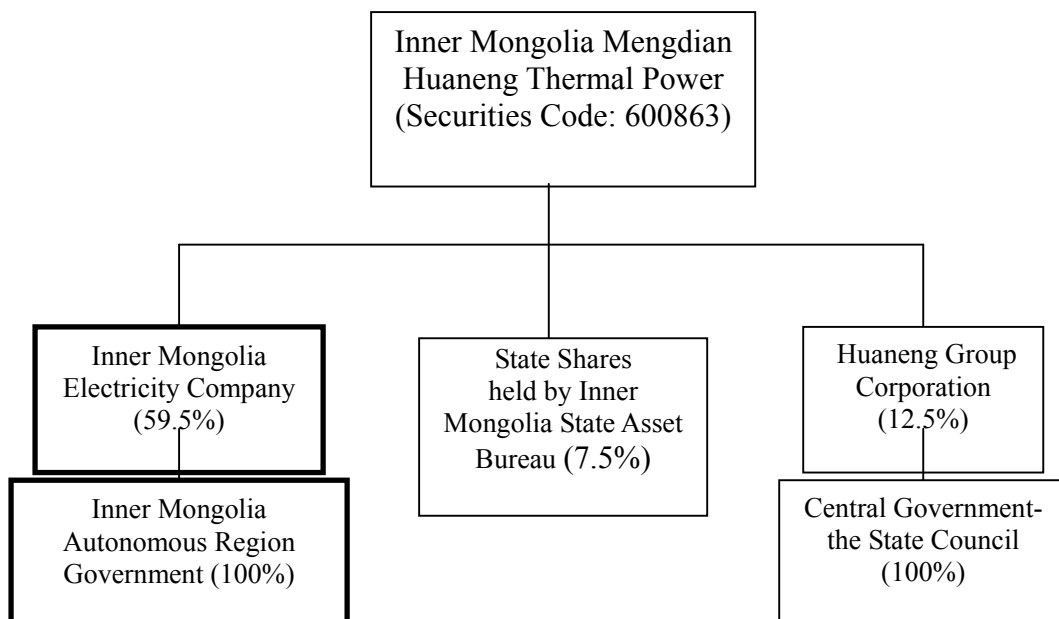 Inner Mongolia Mengdian
Huaneng Thermal Power
(Securities Code: 600863)
Inner Mongolia
Electricity Company
(59.5%)
State Shares
held by Inner
Mongolia State Asset
Bureau (7.5%)
Huaneng Group
Corporation
(12.5%)
Inner Mongolia
Autonomous Region
Government (100%)
Central Government-
the State Council
(100%)